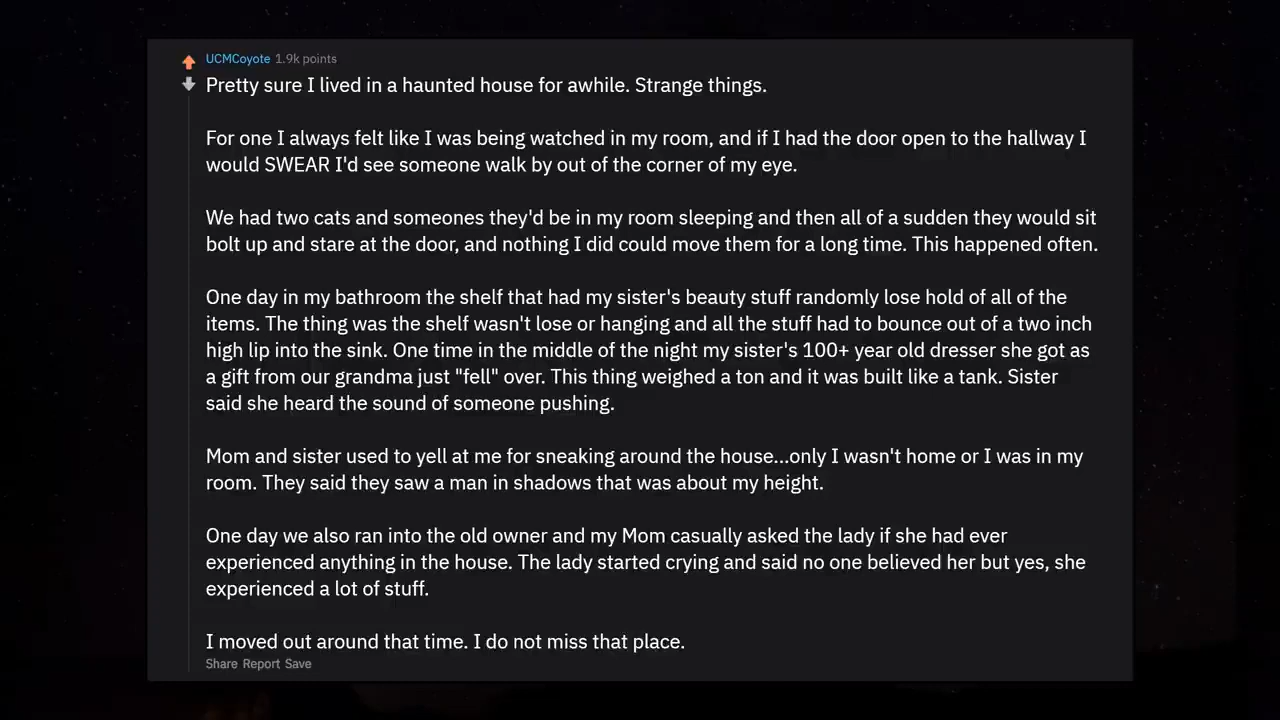 UCMCoyote 1.9k points
Pretty sure I lived in a haunted house for awhile. Strange things.
For one I always felt like I was being watched in my room, and if I had the door open to the hallway I
would SWEAR I'd see someone walk by out of the corner of my eye.
We had two cats and someones they'd be in my room sleeping and then all of a sudden they would sit
bolt up and stare at the door, and nothing I did could move them for a long time. This happened often.
One day in my bathroom the shelf that had my sister's beauty stuff randomly lose hold of all of the
items. The thing was the shelf wasn't lose or hanging and all the stuff had to bounce out of a two inch
high lip into the sink. One time in the middle of the night my sister's 100+ year old dresser she got as
a gift from our grandma just "fell" over. This thing weighed a ton and it was built like a tank. Sister
said she heard the sound of someone pushing.
Mom and sister used to yell at me for sneaking around the house...only I wasn't home or I was in my
room. They said they saw a man in shadows that was about my height.
One day we also ran into the old owner and my Mom casually asked the lady if she had ever
experienced anything in the house. The lady started crying and said no one believed her but yes, she
experienced a lot of stuff.
I moved out around that time. I do not miss that place.
Share Report Save